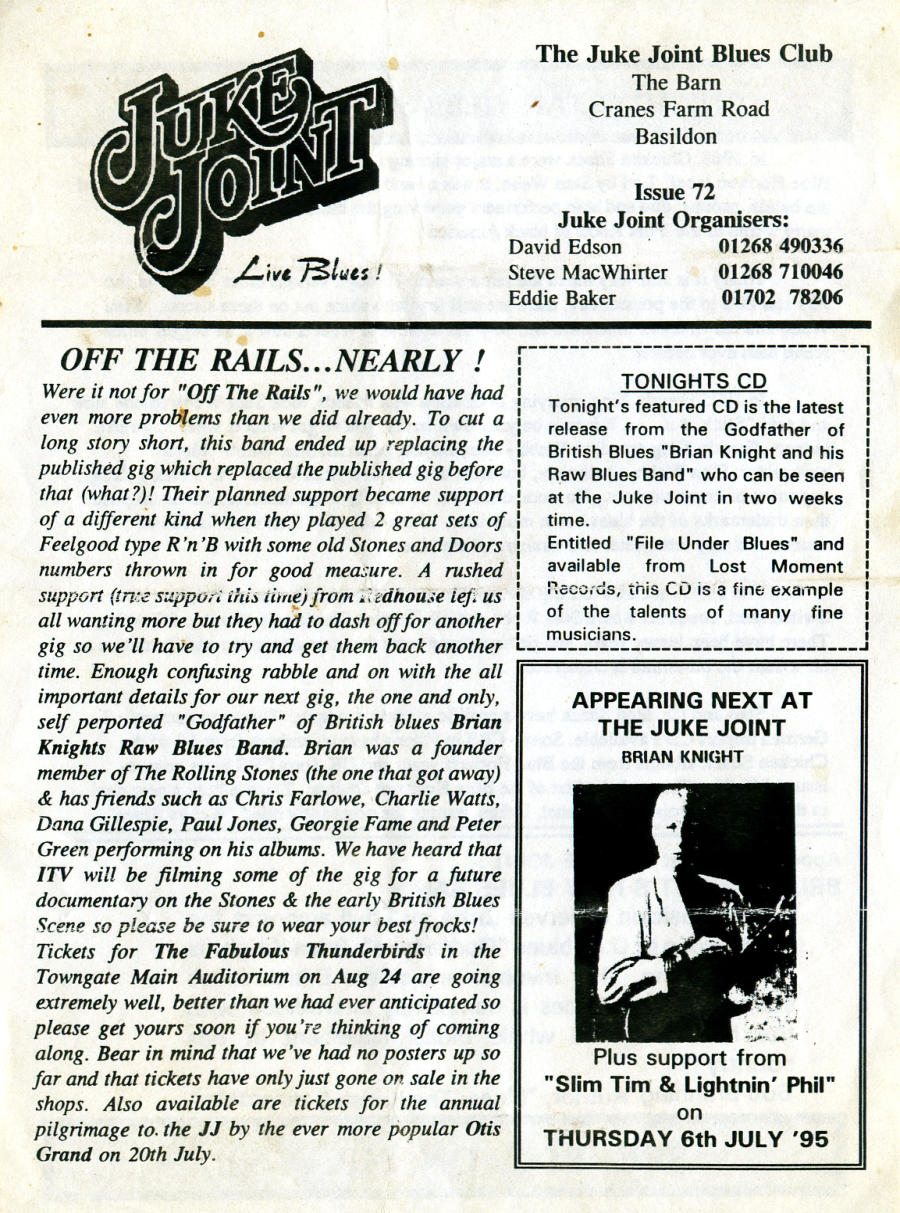 JUKE
JOINT
Live Blues!
The Juke Joint Blues Club
The Barn
Cranes Farm Road
Basildon
Issue 72
Juke Joint Organisers:
David Edson 01268 490336
Steve MacWhirter 01268 710046
Eddie Baker 01702 78206
OFF THE RAILS...NEARLY !
Were it not for "Off The Rails", we would have had
even more problems than we did already. To cut a
long story short, this band ended up replacing the
published gig which replaced the published gig before
that (what?)! Their planned support became support
of a different kind when they played 2 great sets of
Feelgood type R'n'B with some old Stones and Doors
numbers thrown in for good measure. A rushed
support (true support this time) from Redhouse left us
all wanting more but they had to dash off for another
gig so we'll have to try and get them back another
time. Enough confusing rabble and on with the all
important details for our next gig, the one and only,
self perported "Godfather" of British blues Brian
Knights Raw Blues Band. Brian was a founder
member of The Rolling Stones (the one that got away)
& has friends such as Chris Farlowe, Charlie Watts,
Dana Gillespie, Paul Jones, Georgie Fame and Peter
Green performing on his albums. We have heard that
ITV will be filming some of the gig for a future
documentary on the Stones & the early British Blues
Scene so please be sure to wear your best frocks!
Tickets for The Fabulous Thunderbirds in the
Towngate Main Auditorium on Aug 24 are going
extremely well, better than we had ever anticipated so
please get yours soon if you're thinking of coming
along. Bear in mind that we've had no posters up so
far and that tickets have only just gone on sale in the
shops. Also available are tickets for the annual
pilgrimage to the JJ by the ever more popular Otis
Grand on 20th July.
TONIGHTS CD
Tonight's featured CD is the latest
release from the Godfather of
British Blues "Brian Knight and his
Raw Blues Band" who can be seen
at the Juke Joint in two weeks
time.
Entitled "File Under Blues" and
available from Lost Moment
Records, this CD is a fine example
of the talents of many fine
musicians.
APPEARING NEXT AT
THE JUKE JOINT
BRIAN KNIGHT
Plus support from
"Slim Tim & Lightnin' Phil"
on
THURSDAY 6th JULY '95